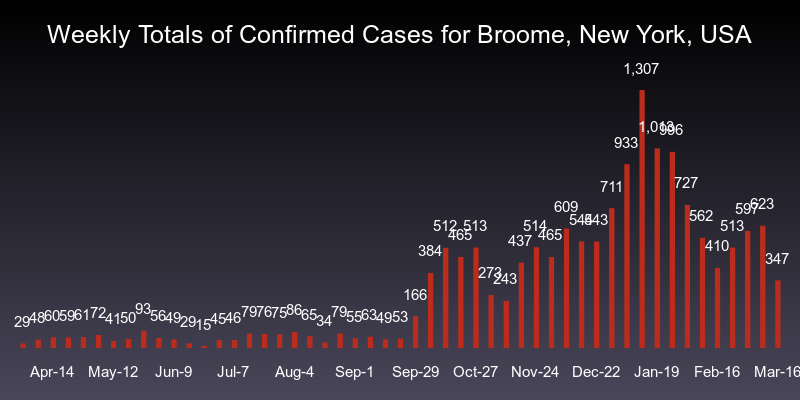 Weekly Totals of Confirmed Cases for Broome, New York, USA
29 48 60 59 61 72 41 50 93 56 49 29 15 45 46 79 76 75 86 65 34 79 55 63 49 53 166 384 512 465 513 273 243 437 514 465 609 543 711 933 1,307 1,013 996 727 562 410 513 597 623 347
Apr-14 May-12 Jun-9 Jul-7 Aug-4 Sep-1 Sep-29 Oct-27 Nov-24 Dec-22 Jan-19 Feb-16 Mar-16